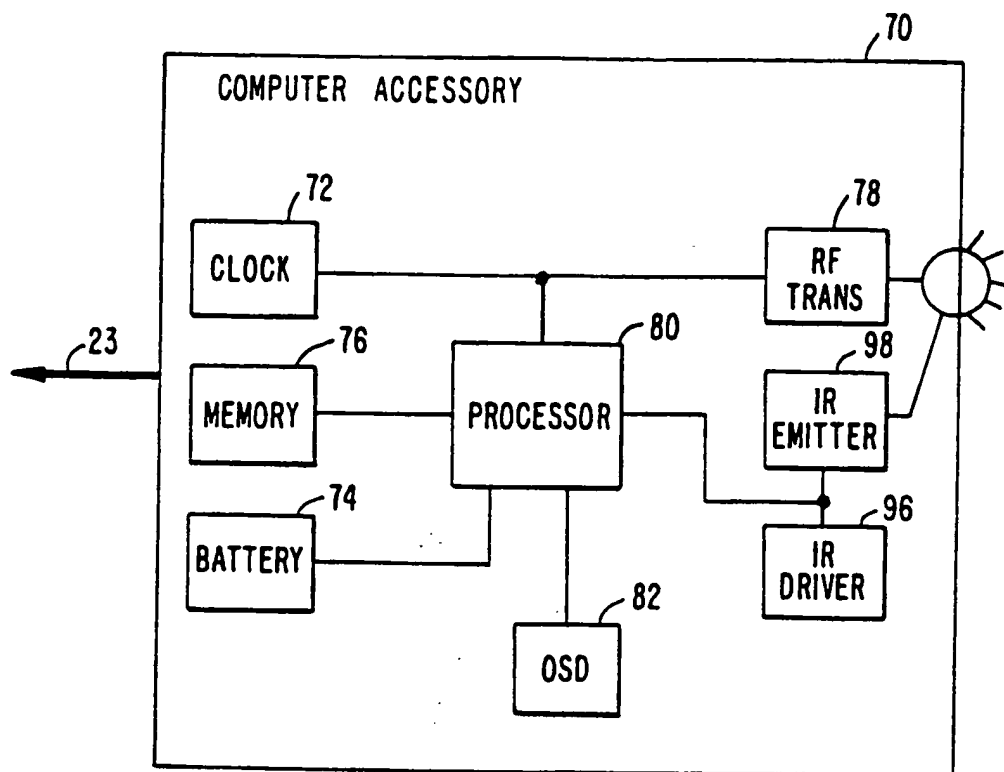 70
COMPUTER ACCESSORY
72
CLOCK
78
RF
TRANS
23
76
MEMORY
80
PROCESSOR
98
IR
EMITTER
74
BATTERY
96
IR
DRIVER
82
OSD